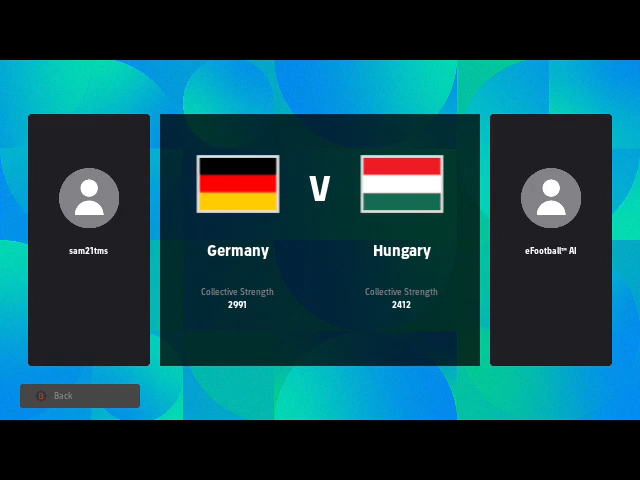 V
Germany
Hungary
sam21tms
eFootball™ AI
Collective Strength
2991
Collective Strength
2412
Back